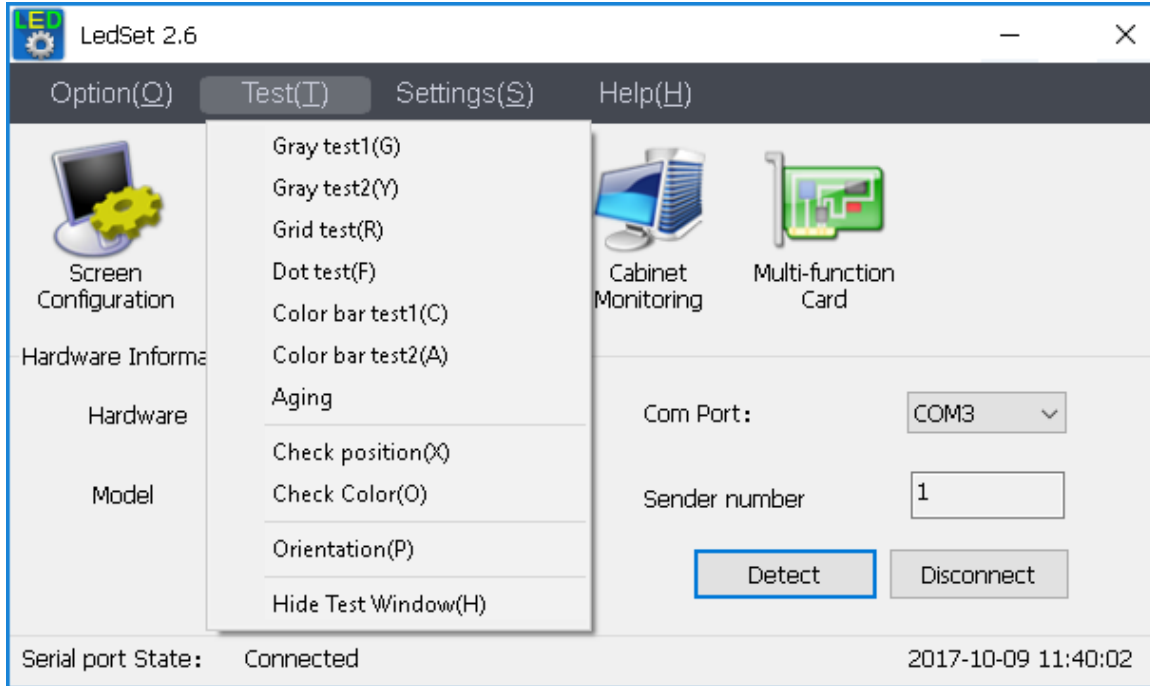 LED
LedSet 2.6
Option(O) Test(T) Settings(S) Help(H)
Gray test1(G)
Gray test2(Y)
Grid test(R)
Dot test(F)
Color bar test1(C)
Color bar test2(A)
Aging
Check position(X)
Check Color(O)
Orientation(P)
Hide Test Window(H)
Screen
Configuration
Cabinet
Monitoring
Multi-function
Card
Hardware Informa
Hardware
Model
Com Port: COM3
Sender number 1
Detect Disconnect
Serial port State: Connected 2017-10-09 11:40:02